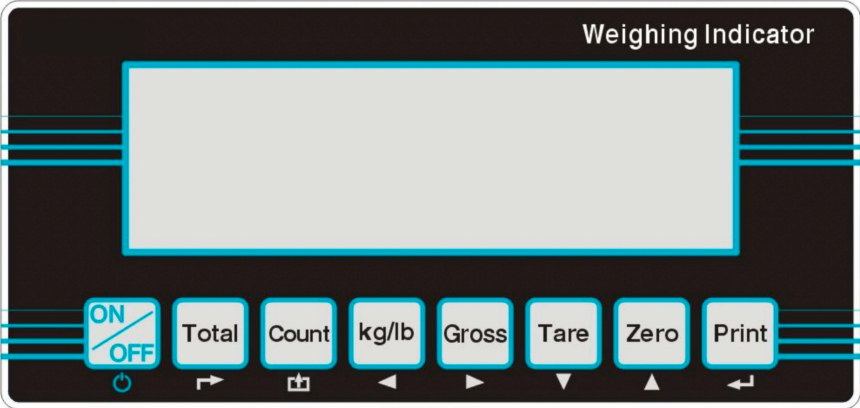 Weighing Indicator
ON
OFF
Total
Count
kg/lb
Gross
Tare
Zero
Print